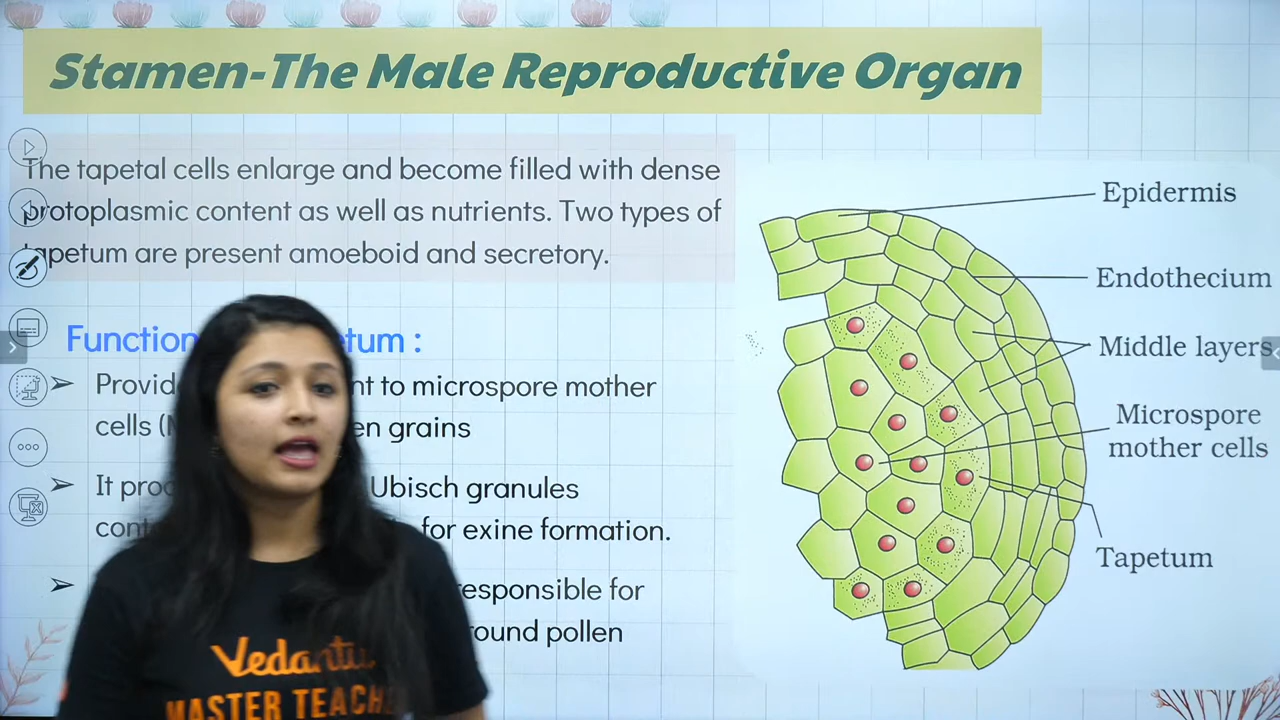 Stamen-The Male Reproductive Organ
The tapetal cells enlarge and become filled with dense
protoplasmic content as well as nutrients. Two types of
tapetum are present amoeboid and secretory.
Function tum :
➢ Provid nt to microspore mother
cells (M en grains
➢ It prod Ubisch granules
cont for exine formation.
➢ responsible for
round pollen
Epidermis
Endothecium
Middle layers
Microspore
mother cells
Tapetum
Vedantu
MASTER TEACHE